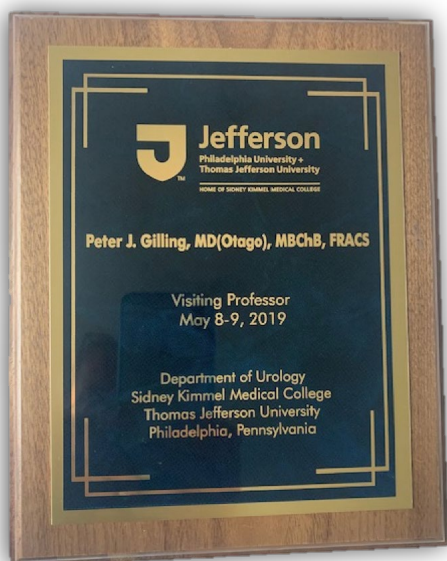 Jefferson
Philadelphia University +
Thomas Jefferson University
TM
HOME OF SIDNEY KIMMEL MEDICAL COLLEGE
Peter J. Gilling, MD(Otago), MBChB, FRACS
Visiting Professor
May 8-9, 2019
Department of Urology
Sidney Kimmel Medical College
Thomas Jefferson University
Philadelphia, Pennsylvania